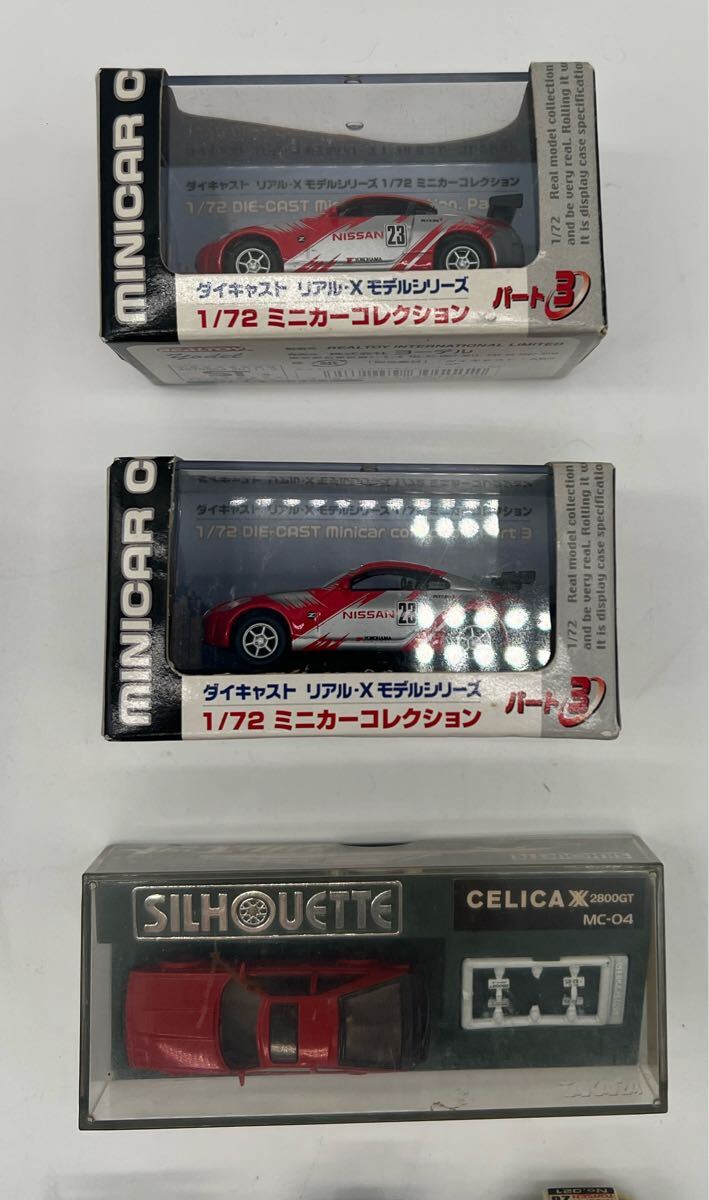 MINICAR C
ダイキャスト リアル・X モデルシリーズ 1/72 ミニカーコレクション
1/72 DIE-CAST Mini
NISSAN
23
YOKOHAMA
Z
ダイキャスト リアル・X モデルシリーズ
1/72 ミニカーコレクション
パート3
1/72 Real model collection
and be very real. Rolling it w
It is display case specificatio
REALTOY INTERNATIONAL LIMITED
MINICAR C
ダイキャスト リアル・X モデルシリーズ 1/72 ミニカーコレクション
1/72 DIE-CAST Minicar co rt 3
NISSAN
23
YOKOHAMA
Z
ダイキャスト リアル・X モデルシリーズ
1/72 ミニカーコレクション
パート3
1/72 Real model collection
and be very real. Rolling it w
It is display case specificatio
SILHOUETTE
CELICA XX 2800GT
MC-04
TAKARA
No.021